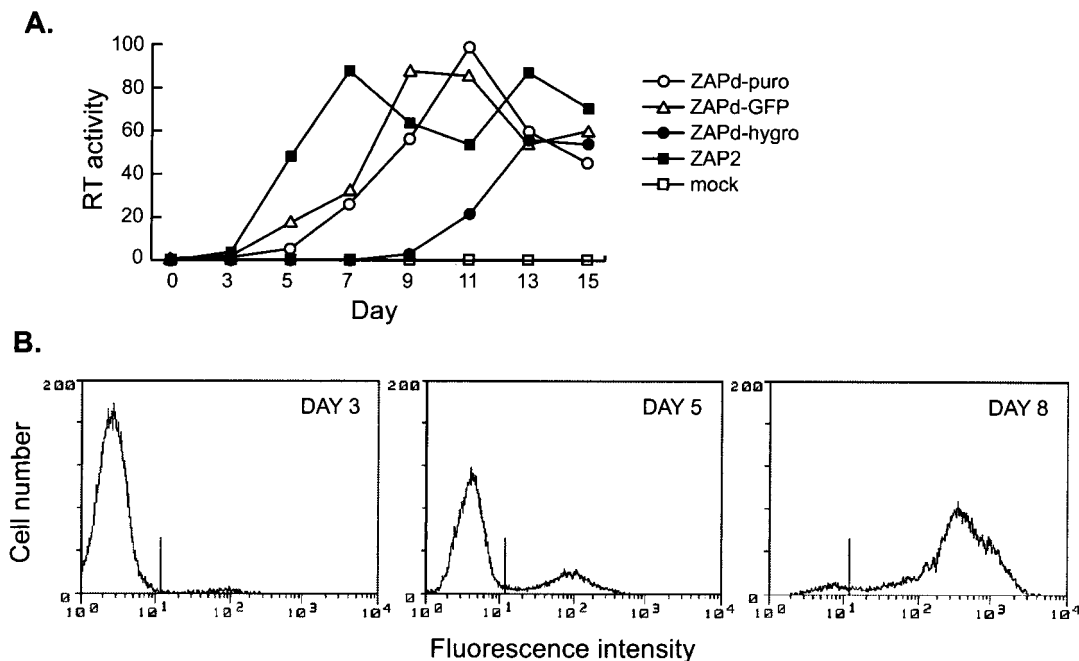 A.
RT activity
100
80
60
40
20
0
0 3 5 7 9 11 13 15
Day
ZAPd-puro
ZAPd-GFP
ZAPd-hygro
ZAP2
mock
B.
Cell number
200
DAY 3
0
10^0 10^1 10^2 10^3 10^4
200
DAY 5
0
10^0 10^1 10^2 10^3 10^4
200
DAY 8
0
10^0 10^1 10^2 10^3 10^4
Fluorescence intensity